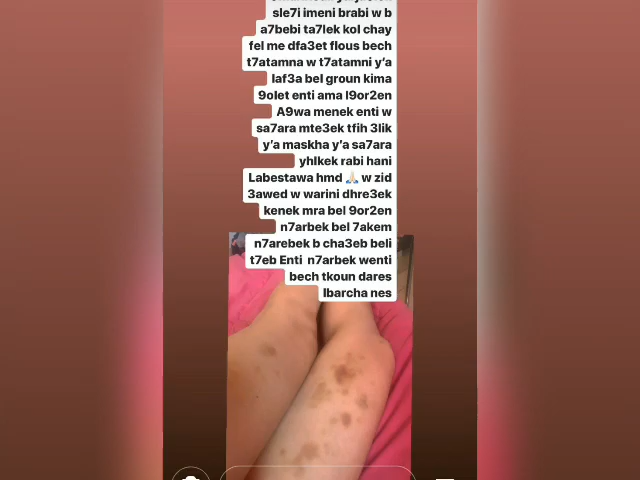 sle7i imeni brabi w b
a7bebi ta7lek kol chay
fel me dfa3et flous bech
t7atamna w t7atamni y'a
laf3a bel groun kima
9olet enti ama l9or2en
A9wa menek enti w
sa7ara mte3ek tfih 3lik
y'a maskha y'a sa7ara
yhlkek rabi hani
Labestawa hmd 🙏🏻 w zid
3awed w warini dhre3ek
kenek mra bel 9or2en
n7arbek bel 7akem
n7arebek b cha3eb beli
t7eb Enti n7arbek wenti
bech tkoun dares
lbarcha nes